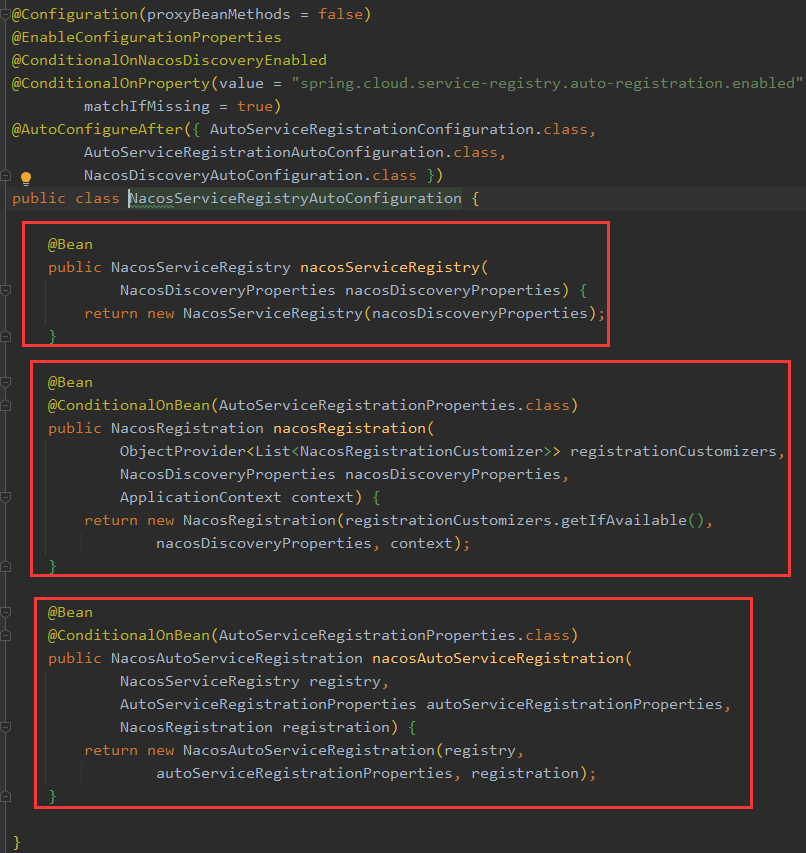 @Configuration(proxyBeanMethods = false)
@EnableConfigurationProperties
@ConditionalOnNacosDiscoveryEnabled
@ConditionalOnProperty(value = "spring.cloud.service-registry.auto-registration.enabled"
matchIfMissing = true)
@AutoConfigureAfter({ AutoServiceRegistrationConfiguration.class,
AutoServiceRegistrationAutoConfiguration.class,
NacosDiscoveryAutoConfiguration.class })
public class NacosServiceRegistryAutoConfiguration {
@Bean
public NacosServiceRegistry nacosServiceRegistry(
NacosDiscoveryProperties nacosDiscoveryProperties) {
return new NacosServiceRegistry(nacosDiscoveryProperties);
}
@Bean
@ConditionalOnBean(AutoServiceRegistrationProperties.class)
public NacosRegistration nacosRegistration(
ObjectProvider<List<NacosRegistrationCustomizer>> registrationCustomizers,
NacosDiscoveryProperties nacosDiscoveryProperties,
ApplicationContext context) {
return new NacosRegistration(registrationCustomizers.getIfAvailable(),
nacosDiscoveryProperties, context);
}
@Bean
@ConditionalOnBean(AutoServiceRegistrationProperties.class)
public NacosAutoServiceRegistration nacosAutoServiceRegistration(
NacosServiceRegistry registry,
AutoServiceRegistrationProperties autoServiceRegistrationProperties,
NacosRegistration registration) {
return new NacosAutoServiceRegistration(registry,
autoServiceRegistrationProperties, registration);
}
}